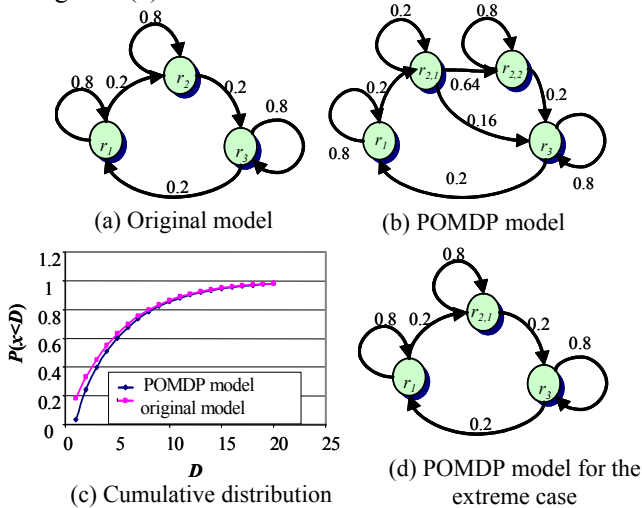 0.8
r2
0.2
0.2
0.8
r1
0.8
r3
0.2
(a) Original model
0.2
0.8
r2,1
r2,2
0.64
0.2
0.2
0.16
r1
r3
0.8
0.2
0.8
(b) POMDP model
1.2
1
0.8
0.6
0.4
0.2
0
P(x<D)
POMDP model
original model
0
5
10
15
20
25
D
(c) Cumulative distribution
0.8
r2,1
0.8
0.2
0.2
0.8
r1
r3
0.2
(d) POMDP model for the
extreme case